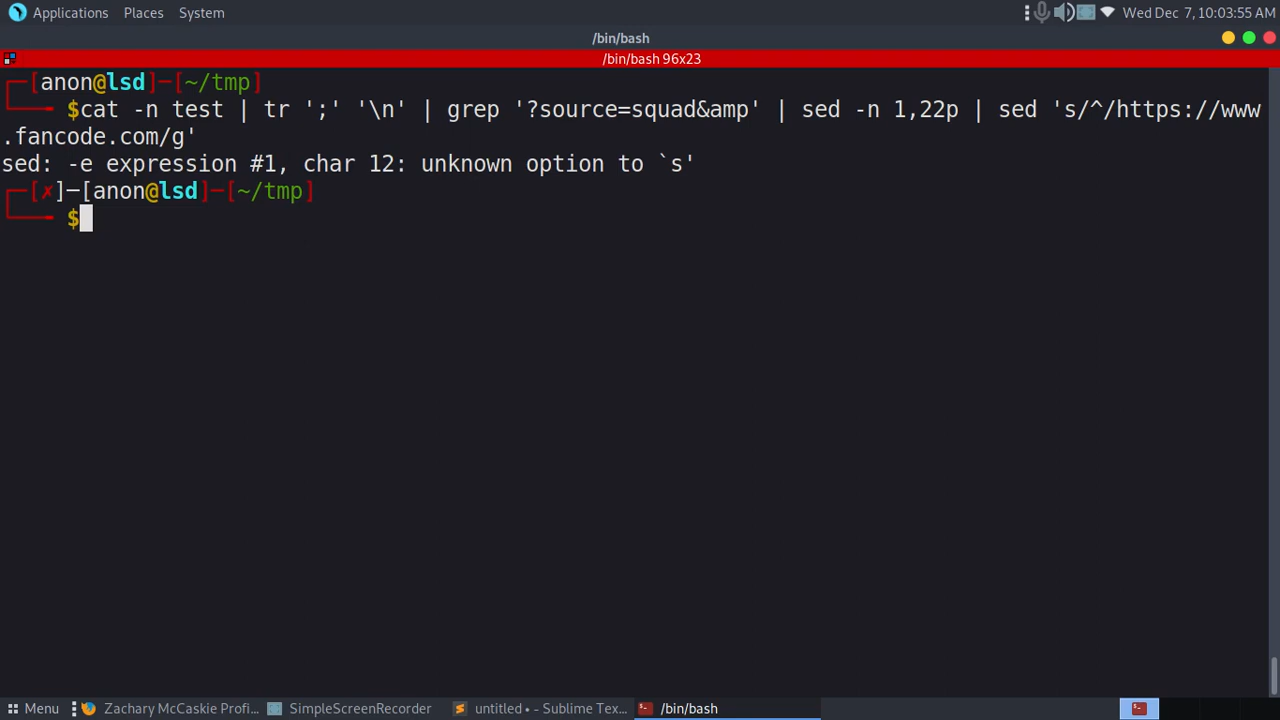 Applications Places System Wed Dec 7, 10:03:55 AM
/bin/bash
/bin/bash 96x23
┌─[anon@lsd]─[~/tmp]
└──╼ $cat -n test | tr ';' '\n' | grep '?source=squad&amp' | sed -n 1,22p | sed 's/^/https://www
.fancode.com/g'
sed: -e expression #1, char 12: unknown option to `s'
┌─[✗]─[anon@lsd]─[~/tmp]
└──╼ $
Menu Zachary McCaskie Profi... SimpleScreenRecorder untitled • - Sublime Tex... /bin/bash